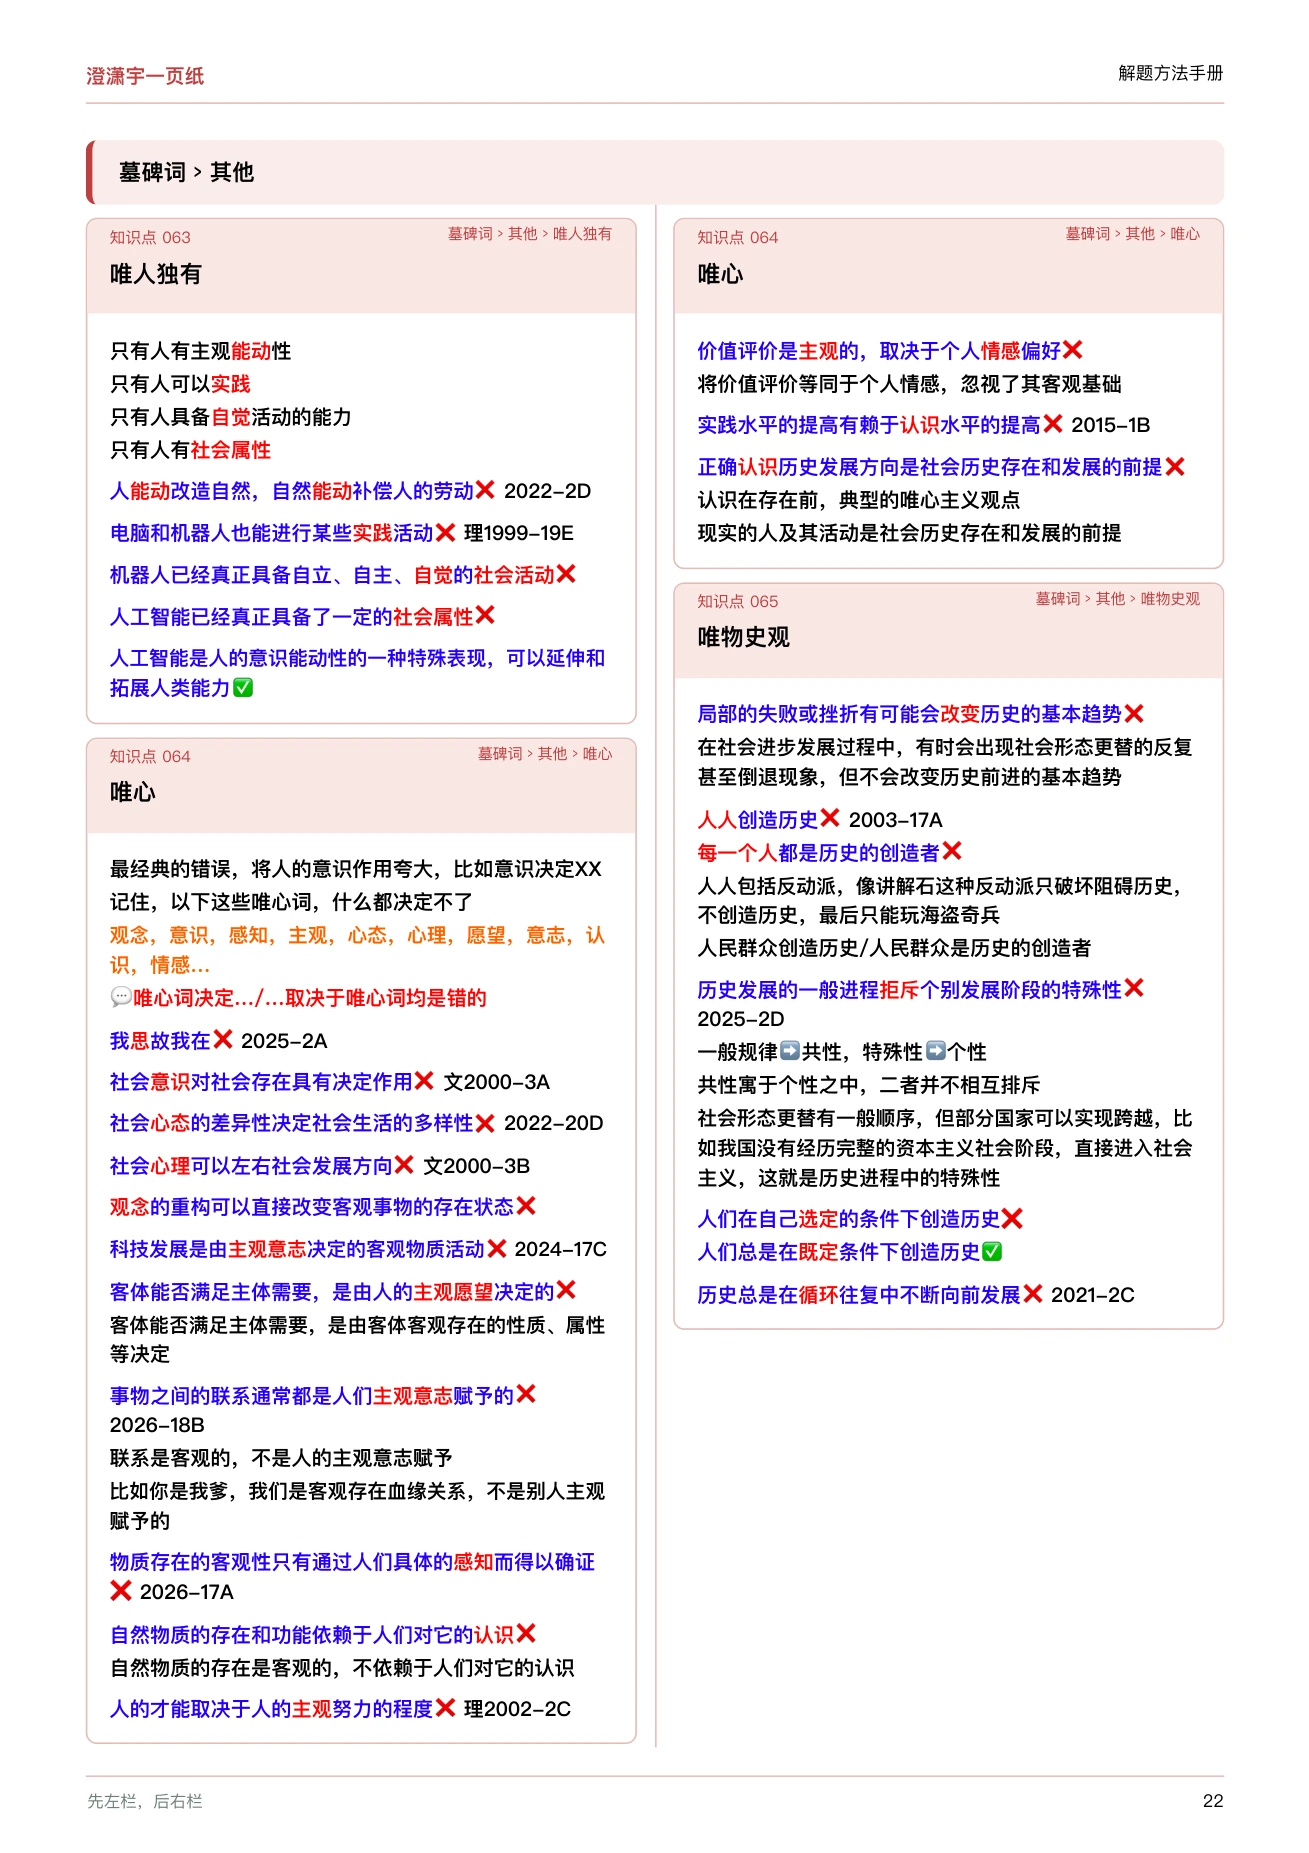 澄潇宇一页纸
解题方法手册
墓碑词 › 其他
知识点 063
墓碑词 › 其他 › 唯人独有
唯人独有
只有人有主观能动性
只有人可以实践
只有人具备自觉活动的能力
只有人有社会属性
人能动改造自然，自然能动补偿人的劳动❌ 2022-2D
电脑和机器人也能进行某些实践活动❌ 理1999-19E
机器人已经真正具备自立、自主、自觉的社会活动❌
人工智能已经真正具备了一定的社会属性❌
人工智能是人的意识能动性的一种特殊表现，可以延伸和
拓展人类能力✅
知识点 064
墓碑词 › 其他 › 唯心
唯心
最经典的错误，将人的意识作用夸大，比如意识决定XX
记住，以下这些唯心词，什么都决定不了
观念，意识，感知，主观，心态，心理，愿望，意志，认
识，情感...
💬唯心词决定.../...取决于唯心词均是错的
我思故我在❌ 2025-2A
社会意识对社会存在具有决定作用❌ 文2000-3A
社会心态的差异性决定社会生活的多样性❌ 2022-20D
社会心理可以左右社会发展方向❌ 文2000-3B
观念的重构可以直接改变客观事物的存在状态❌
科技发展是由主观意志决定的客观物质活动❌ 2024-17C
客体能否满足主体需要，是由人的主观愿望决定的❌
客体能否满足主体需要，是由客体客观存在的性质、属性
等决定
事物之间的联系通常都是人们主观意志赋予的❌
2026-18B
联系是客观的，不是人的主观意志赋予
比如你是我爹，我们是客观存在血缘关系，不是别人主观
赋予的
物质存在的客观性只有通过人们具体的感知而得以确证
❌ 2026-17A
自然物质的存在和功能依赖于人们对它的认识❌
自然物质的存在是客观的，不依赖于人们对它的认识
人的才能取决于人的主观努力的程度❌ 理2002-2C
知识点 064
墓碑词 › 其他 › 唯心
唯心
价值评价是主观的，取决于个人情感偏好❌
将价值评价等同于个人情感，忽视了其客观基础
实践水平的提高有赖于认识水平的提高❌ 2015-1B
正确认识历史发展方向是社会历史存在和发展的前提❌
认识在存在前，典型的唯心主义观点
现实的人及其活动是社会历史存在和发展的前提
知识点 065
墓碑词 › 其他 › 唯物史观
唯物史观
局部的失败或挫折有可能会改变历史的基本趋势❌
在社会进步发展过程中，有时会出现社会形态更替的反复
甚至倒退现象，但不会改变历史前进的基本趋势
人人创造历史❌ 2003-17A
每一个人都是历史的创造者❌
人人包括反动派，像讲解石这种反动派只破坏阻碍历史，
不创造历史，最后只能玩海盗奇兵
人民群众创造历史/人民群众是历史的创造者
历史发展的一般进程拒斥个别发展阶段的特殊性❌
2025-2D
一般规律➡️共性，特殊性➡️个性
共性寓于个性之中，二者并不相互排斥
社会形态更替有一般顺序，但部分国家可以实现跨越，比
如我国没有经历完整的资本主义社会阶段，直接进入社会
主义，这就是历史进程中的特殊性
人们在自己选定的条件下创造历史❌
人们总是在既定条件下创造历史✅
历史总是在循环往复中不断向前发展❌ 2021-2C
先左栏，后右栏
22